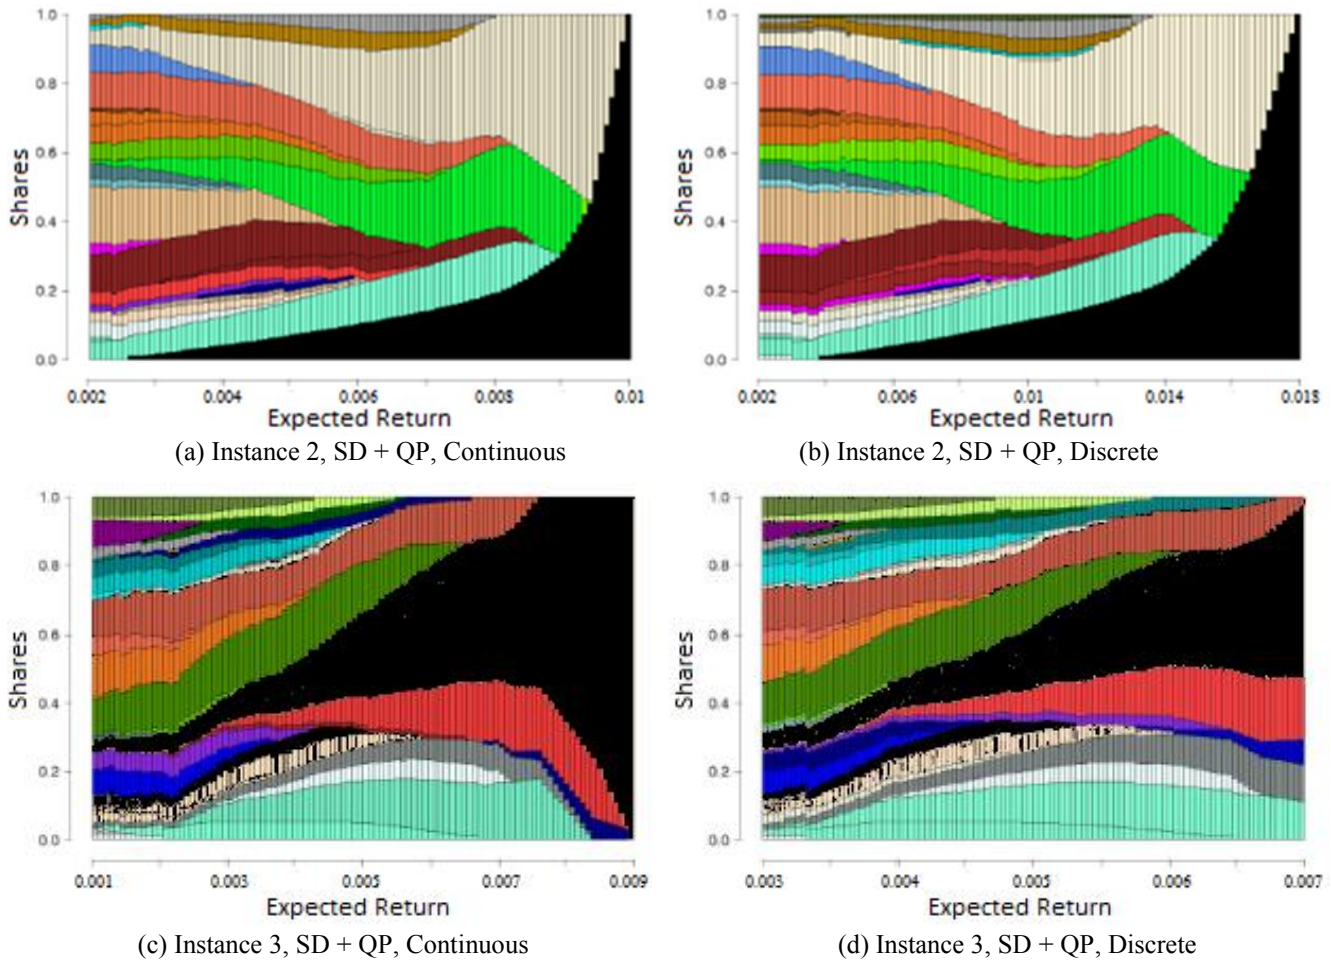 1.0
0.8
0.6
0.4
0.2
0.0
Shares
0.002 0.004 0.006 0.008 0.01
Expected Return
(a) Instance 2, SD + QP, Continuous
1.0
0.8
0.6
0.4
0.2
0.0
Shares
0.002 0.006 0.01 0.014 0.018
Expected Return
(b) Instance 2, SD + QP, Discrete
1.0
0.8
0.6
0.4
0.2
0.0
Shares
0.001 0.003 0.005 0.007 0.009
Expected Return
(c) Instance 3, SD + QP, Continuous
1.0
0.8
0.6
0.4
0.2
0.0
Shares
0.003 0.004 0.005 0.006 0.007
Expected Return
(d) Instance 3, SD + QP, Discrete